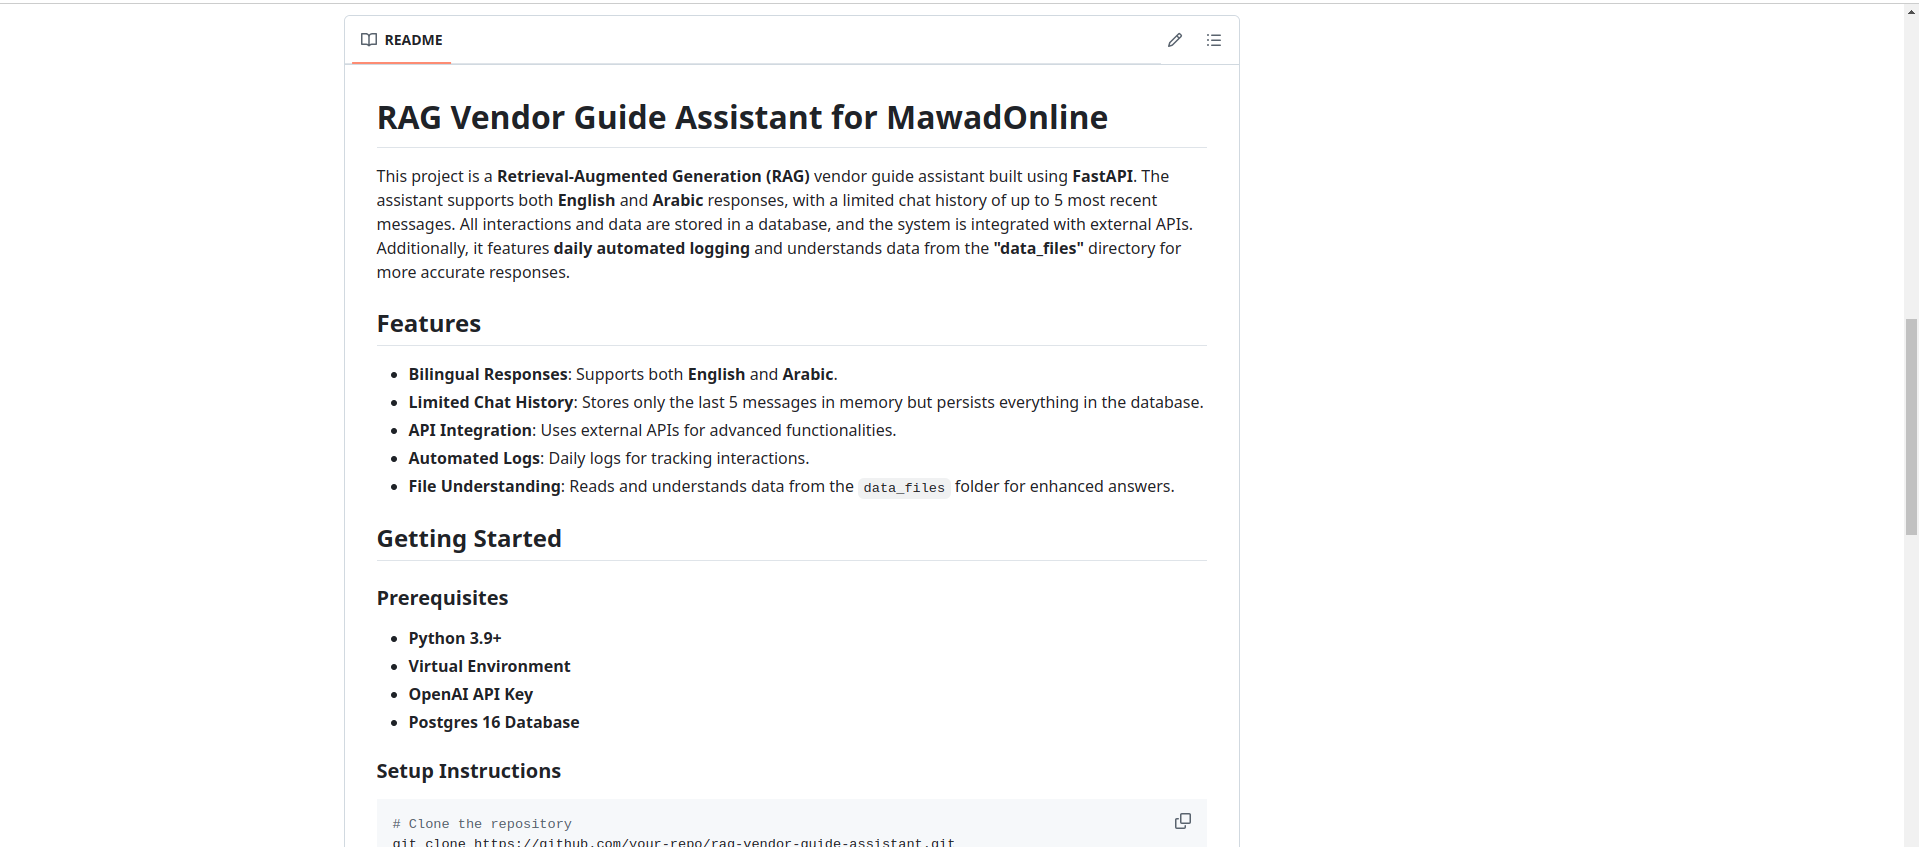 README
RAG Vendor Guide Assistant for MawadOnline
This project is a Retrieval-Augmented Generation (RAG) vendor guide assistant built using FastAPI. The
assistant supports both English and Arabic responses, with a limited chat history of up to 5 most recent
messages. All interactions and data are stored in a database, and the system is integrated with external APIs.
Additionally, it features daily automated logging and understands data from the "data_files" directory for
more accurate responses.
Features
• Bilingual Responses: Supports both English and Arabic.
• Limited Chat History: Stores only the last 5 messages in memory but persists everything in the database.
• API Integration: Uses external APIs for advanced functionalities.
• Automated Logs: Daily logs for tracking interactions.
• File Understanding: Reads and understands data from the data_files folder for enhanced answers.
Getting Started
Prerequisites
• Python 3.9+
• Virtual Environment
• OpenAI API Key
• Postgres 16 Database
Setup Instructions
# Clone the repository
git clone https://github.com/your-repo/rag-vendor-guide-assistant.git